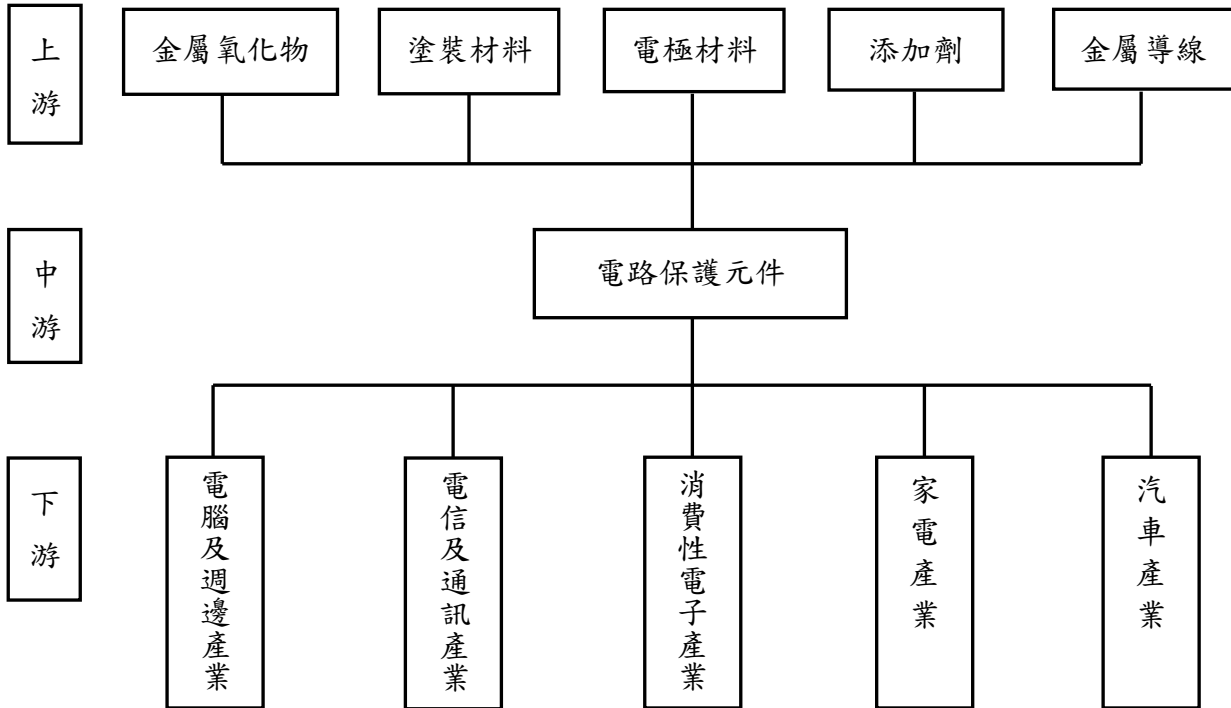 上游
金屬氧化物
塗裝材料
電極材料
添加劑
金屬導線
中游
電路保護元件
下游
電腦及週邊產業
電信及通訊產業
消費性電子產業
家電產業
汽車產業